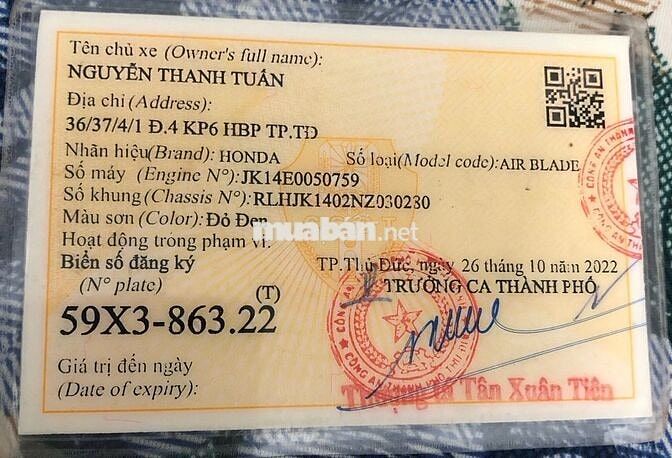 Tên chủ xe (Owner's full name):
NGUYỄN THANH TUẤN
Địa chỉ (Address):
36/37/4/1 Đ.4 KP6 HBP TP.TĐ
Nhãn hiệu(Brand): HONDA Số loại(Model code):AIR BLADE
Số máy (Engine N°):JK14E0050759
Số khung(Chassis N°):RLHJK1402NZ030230
Màu sơn (Color):Đỏ Đen
Hoạt động trong phạm vi:
muaban.net
Biển số đăng ký TP.Thủ Đức, ngày 26 tháng 10 năm 2022
(N° plate) TRƯỞNG CA THÀNH PHỐ
59X3-863.22 (T)
Giá trị đến ngày
(Date of expiry):
Tân Xuân Tiên